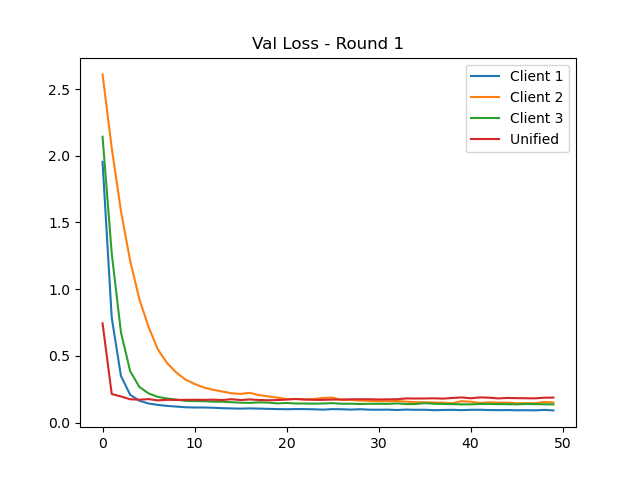 Val Loss - Round 1
Client 1
Client 2
Client 3
Unified
2.5
2.0
1.5
1.0
0.5
0.0
0 10 20 30 40 50